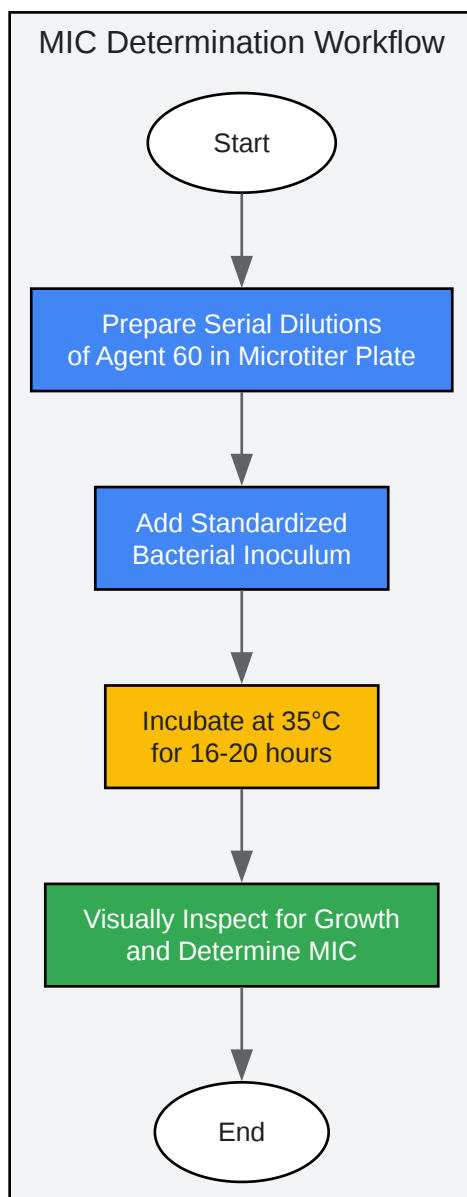 MIC Determination Workflow
Start
Prepare Serial Dilutions
of Agent 60 in Microtiter Plate
Add Standardized
Bacterial Inoculum
Incubate at 35°C
for 16-20 hours
Visually Inspect for Growth
and Determine MIC
End